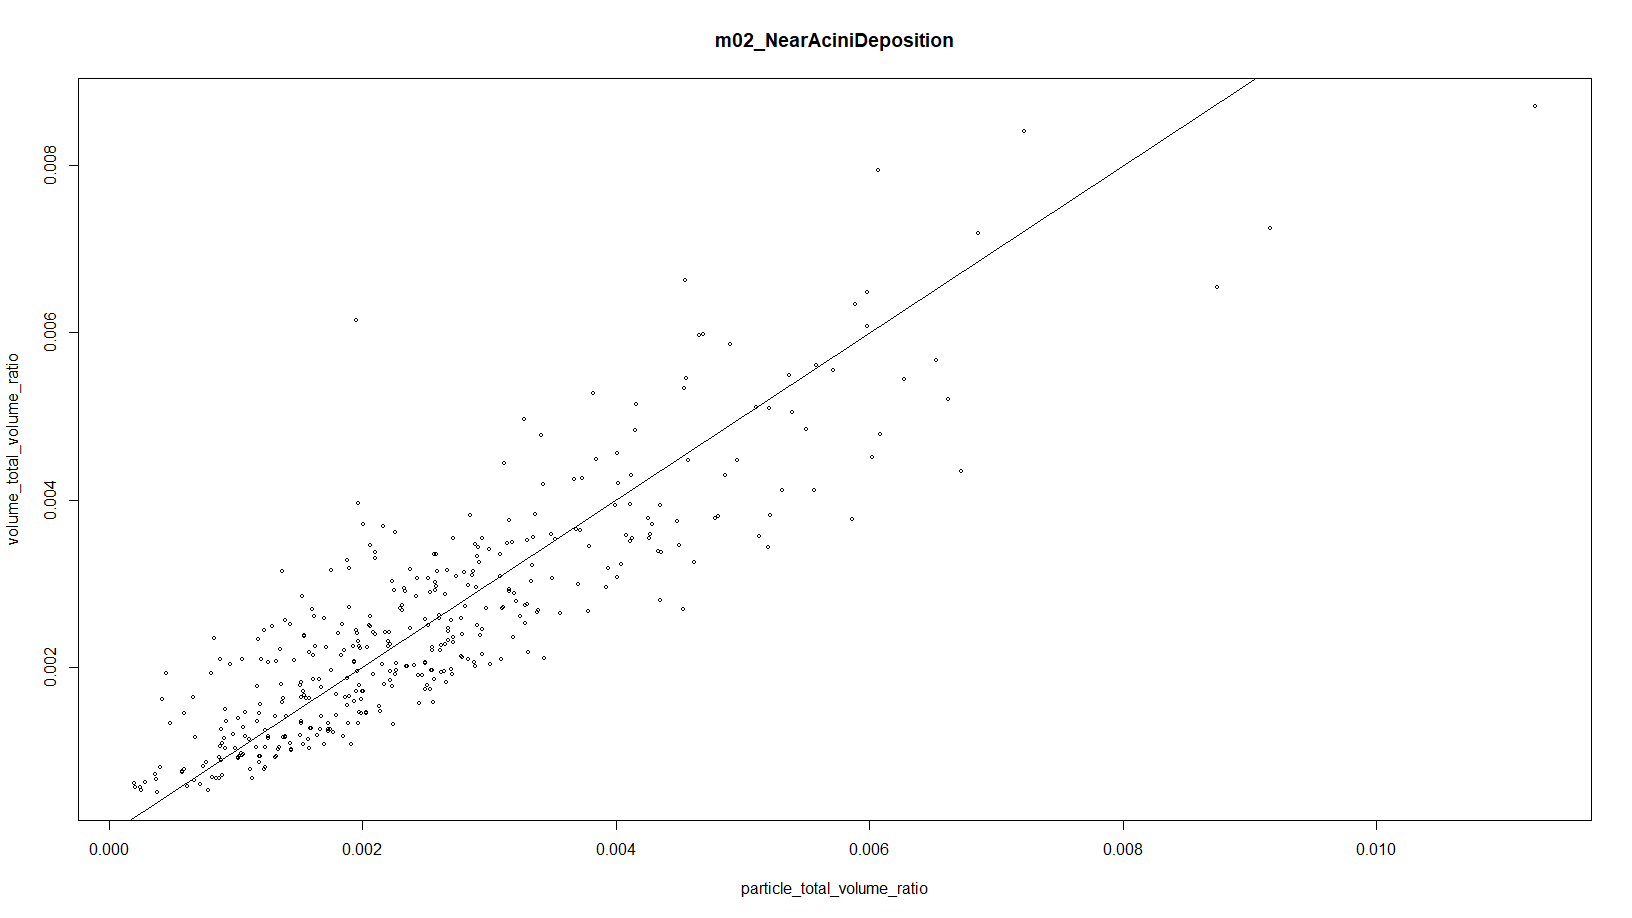 m02_NearAciniDeposition
volume_total_volume_ratio
0.008
0.006
0.004
0.002
0.000 0.002 0.004 0.006 0.008 0.010
particle_total_volume_ratio